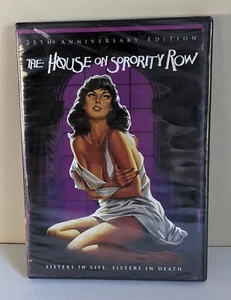 25TH ANNIVERSARY EDITION
THE HOUSE ON SORORITY ROW
SISTERS IN LIFE, SISTERS IN DEATH